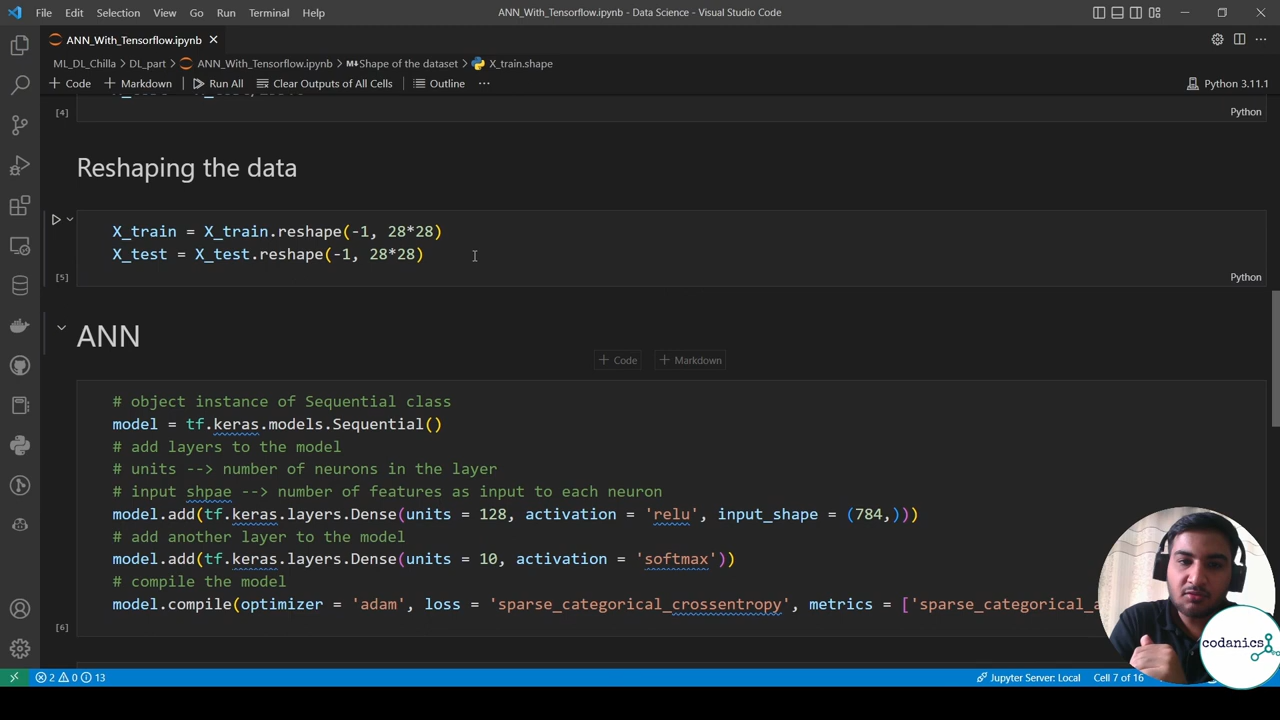 File Edit Selection View Go Run Terminal Help
ANN_With_Tensorflow.ipynb - Data Science - Visual Studio Code
ANN_With_Tensorflow.ipynb
ML_DL_Chilla > DL_part > ANN_With_Tensorflow.ipynb > Shape of the dataset > X_train.shape
+ Code + Markdown Run All Clear Outputs of All Cells Outline ... Python 3.11.1
[4] Python
Reshaping the data
X_train = X_train.reshape(-1, 28*28)
X_test = X_test.reshape(-1, 28*28)
[5] Python
ANN
+ Code + Markdown
# object instance of Sequential class
model = tf.keras.models.Sequential()
# add layers to the model
# units --> number of neurons in the layer
# input shpae --> number of features as input to each neuron
model.add(tf.keras.layers.Dense(units = 128, activation = 'relu', input_shape = (784,)))
# add another layer to the model
model.add(tf.keras.layers.Dense(units = 10, activation = 'softmax'))
# compile the model
model.compile(optimizer = 'adam', loss = 'sparse_categorical_crossentropy', metrics = ['sparse_categorical_a
[6]
codanics
2 0 13 Jupyter Server: Local Cell 7 of 16